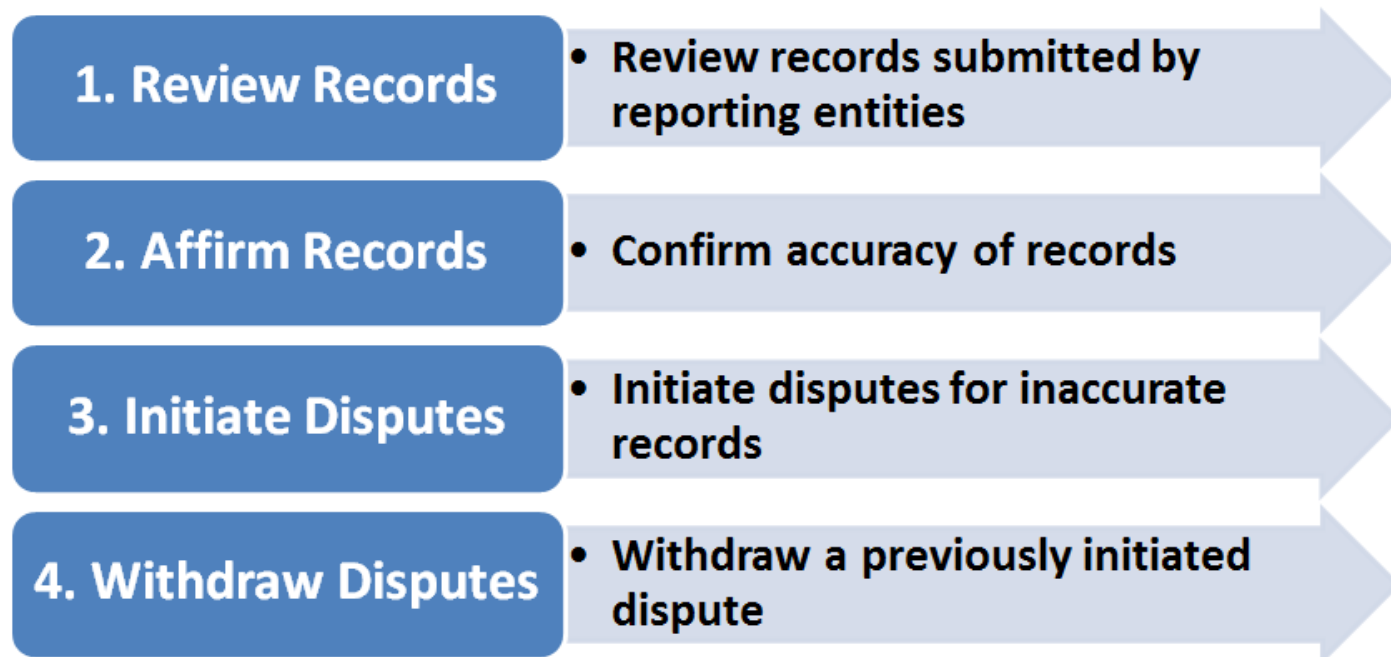 1. Review Records
• Review records submitted by
reporting entities
2. Affirm Records
• Confirm accuracy of records
3. Initiate Disputes
• Initiate disputes for inaccurate
records
4. Withdraw Disputes
• Withdraw a previously initiated
dispute